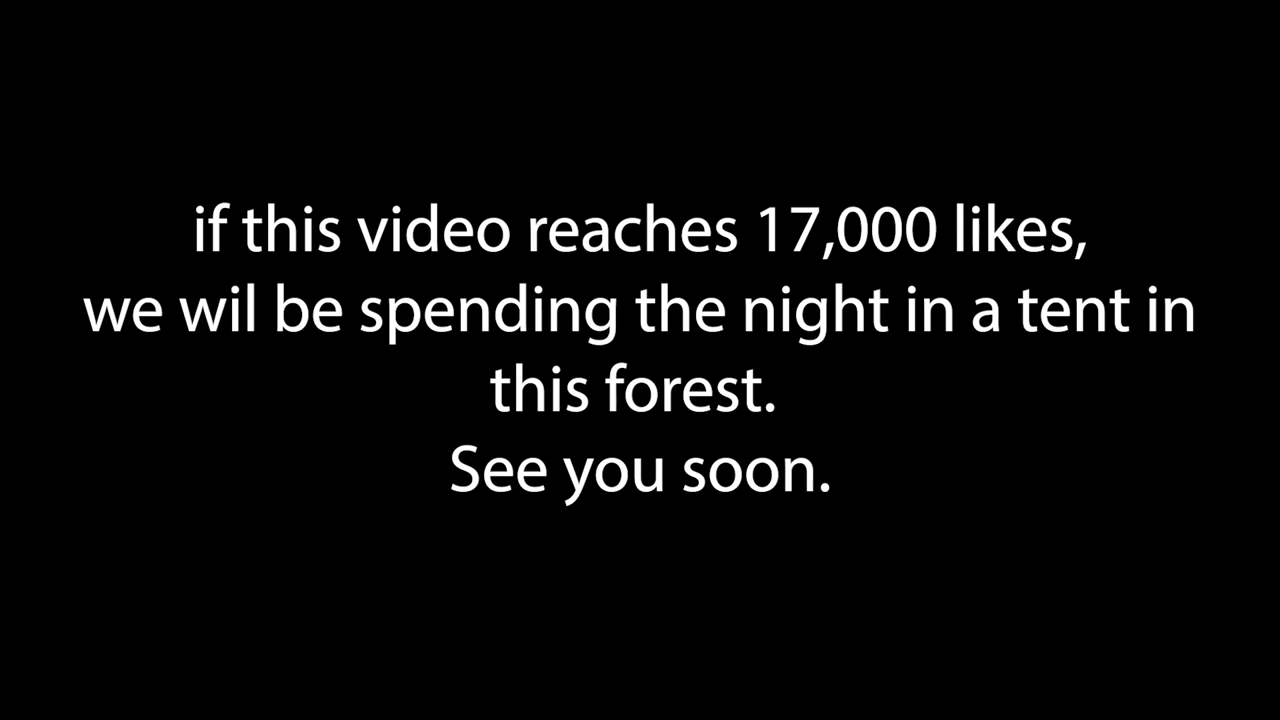 if this video reaches 17,000 likes,
we wil be spending the night in a tent in
this forest.
See you soon.